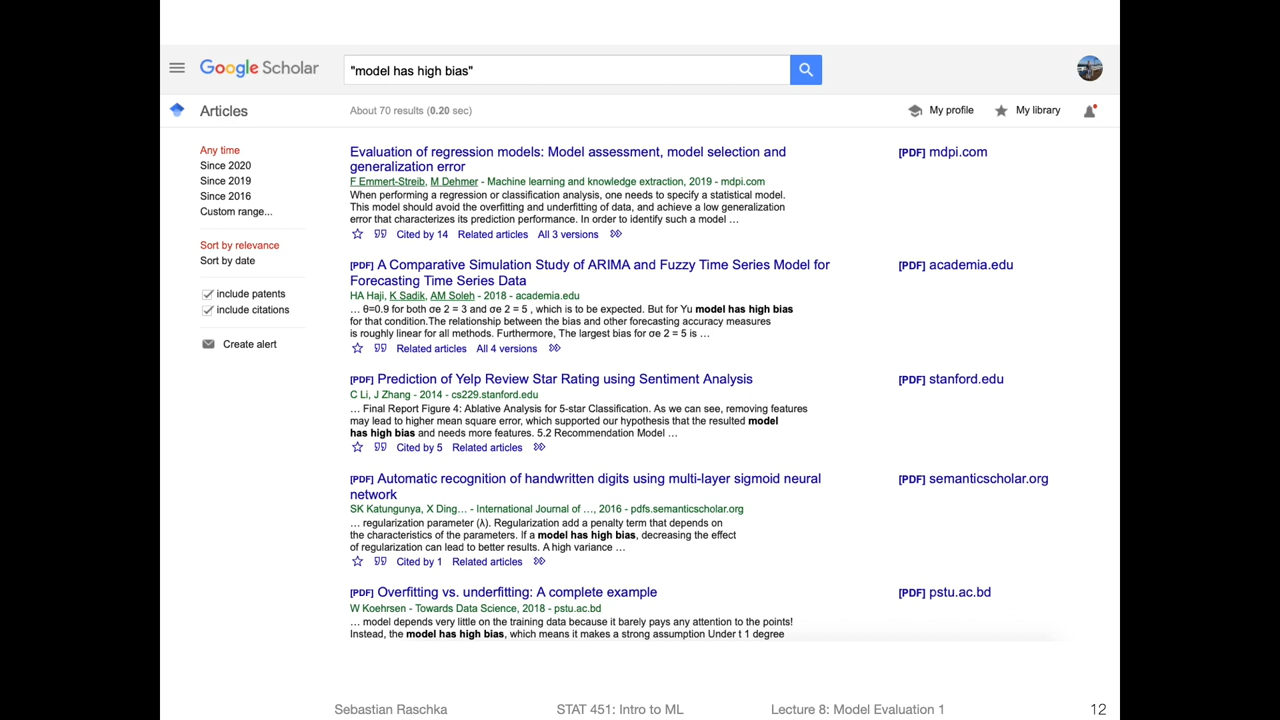 Google Scholar
"model has high bias"
Articles
About 70 results (0.20 sec)
My profile
My library
Any time
Since 2020
Since 2019
Since 2016
Custom range...
Sort by relevance
Sort by date
include patents
include citations
Create alert
Evaluation of regression models: Model assessment, model selection and
generalization error
F Emmert-Streib, M Dehmer - Machine learning and knowledge extraction, 2019 - mdpi.com
When performing a regression or classification analysis, one needs to specify a statistical model.
This model should avoid the overfitting and underfitting of data, and achieve a low generalization
error that characterizes its prediction performance. In order to identify such a model …
Cited by 14 Related articles All 3 versions
[PDF] mdpi.com
[PDF] A Comparative Simulation Study of ARIMA and Fuzzy Time Series Model for
Forecasting Time Series Data
HA Haji, K Sadik, AM Soleh - 2018 - academia.edu
… θ=0.9 for both σe 2 = 3 and σe 2 = 5 , which is to be expected. But for Yu model has high bias
for that condition.The relationship between the bias and other forecasting accuracy measures
is roughly linear for all methods. Furthermore, The largest bias for σe 2 = 5 is …
Related articles All 4 versions
[PDF] academia.edu
[PDF] Prediction of Yelp Review Star Rating using Sentiment Analysis
C Li, J Zhang - 2014 - cs229.stanford.edu
… Final Report Figure 4: Ablative Analysis for 5-star Classification. As we can see, removing features
may lead to higher mean square error, which supported our hypothesis that the resulted model
has high bias and needs more features. 5.2 Recommendation Model …
Cited by 5 Related articles
[PDF] stanford.edu
[PDF] Automatic recognition of handwritten digits using multi-layer sigmoid neural
network
SK Katungunya, X Ding… - International Journal of …, 2016 - pdfs.semanticscholar.org
… regularization parameter (λ). Regularization add a penalty term that depends on
the characteristics of the parameters. If a model has high bias, decreasing the effect
of regularization can lead to better results. A high variance …
Cited by 1 Related articles
[PDF] semanticscholar.org
[PDF] Overfitting vs. underfitting: A complete example
W Koehrsen - Towards Data Science, 2018 - pstu.ac.bd
… model depends very little on the training data because it barely pays any attention to the points!
Instead, the model has high bias, which means it makes a strong assumption Under t 1 degree
[PDF] pstu.ac.bd
Sebastian Raschka
STAT 451: Intro to ML
Lecture 8: Model Evaluation 1
12